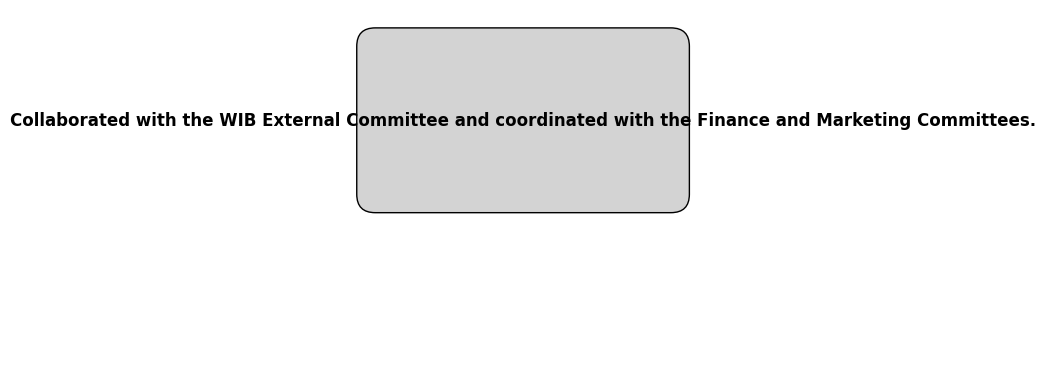 Collaborated with the WIB External Committee and coordinated with the Finance and Marketing Committees.